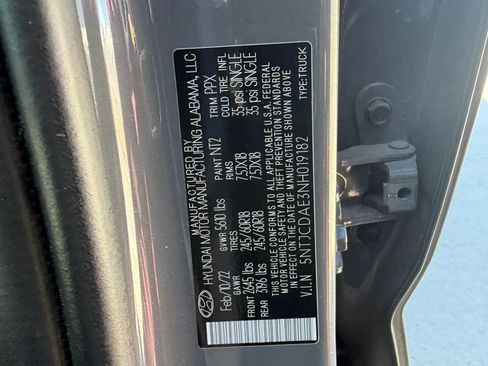 MANUFACTURED BY
HYUNDAI MOTOR MANUFACTURING ALABAMA, LLC
Feb/10/22 PAINT NT2 TRIM PPX
GVWR 5610 lbs
GAWR TIRES RIMS COLD TIRE INFL
FRONT 2645 lbs 245/60R18 7.5JX18 35 psi SINGLE
REAR 3196 lbs 245/60R18 7.5JX18 35 psi SINGLE
THIS VEHICLE CONFORMS TO ALL APPLICABLE U.S.A. FEDERAL
MOTOR VEHICLE SAFETY AND THEFT PREVENTION STANDARDS
IN EFFECT ON THE DATE OF MANUFACTURE SHOWN ABOVE
V.I.N 5NTJCDAE3NH019182 TYPE:TRUCK